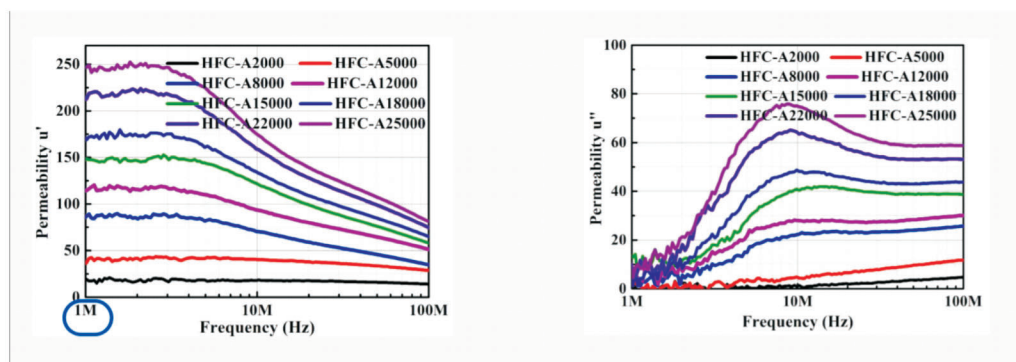 250
200
150
100
50
0
Permeability u'
HFC-A2000 HFC-A5000
HFC-A8000 HFC-A12000
HFC-A15000 HFC-A18000
HFC-A22000 HFC-A25000
1M 10M 100M
Frequency (Hz)
100
80
60
40
20
0
Permeability u"
HFC-A2000 HFC-A5000
HFC-A8000 HFC-A12000
HFC-A15000 HFC-A18000
HFC-A22000 HFC-A25000
1M 10M 100M
Frequency (Hz)